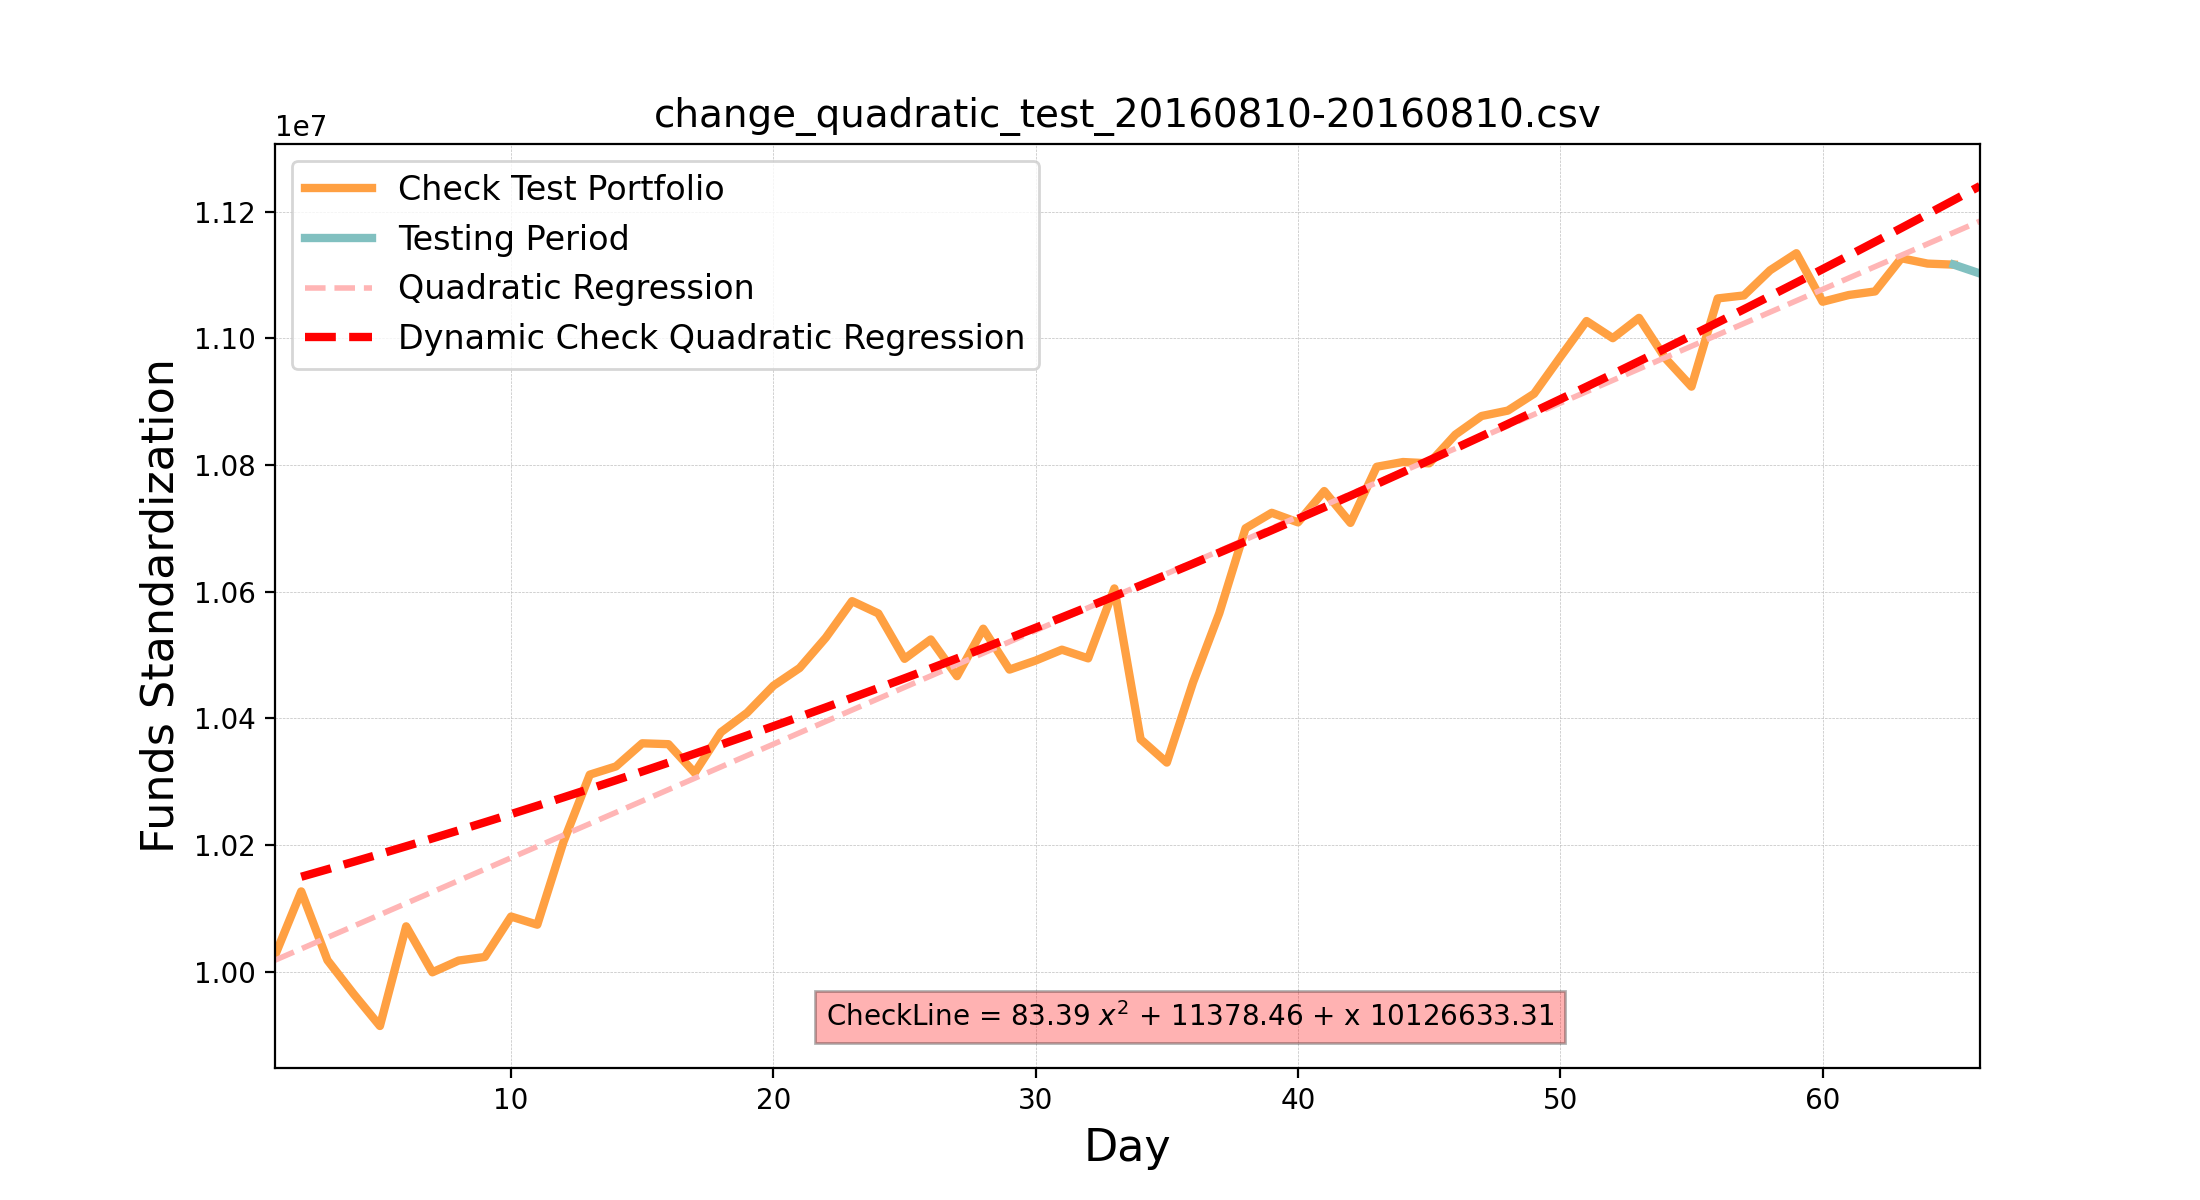 change_quadratic_test_20160810-20160810.csv
1e7
Check Test Portfolio
Testing Period
Quadratic Regression
Dynamic Check Quadratic Regression
1.12
1.10
1.08
1.06
1.04
1.02
1.00
Funds Standardization
CheckLine = 83.39 x² + 11378.46 + x 10126633.31
10 20 30 40 50 60
Day